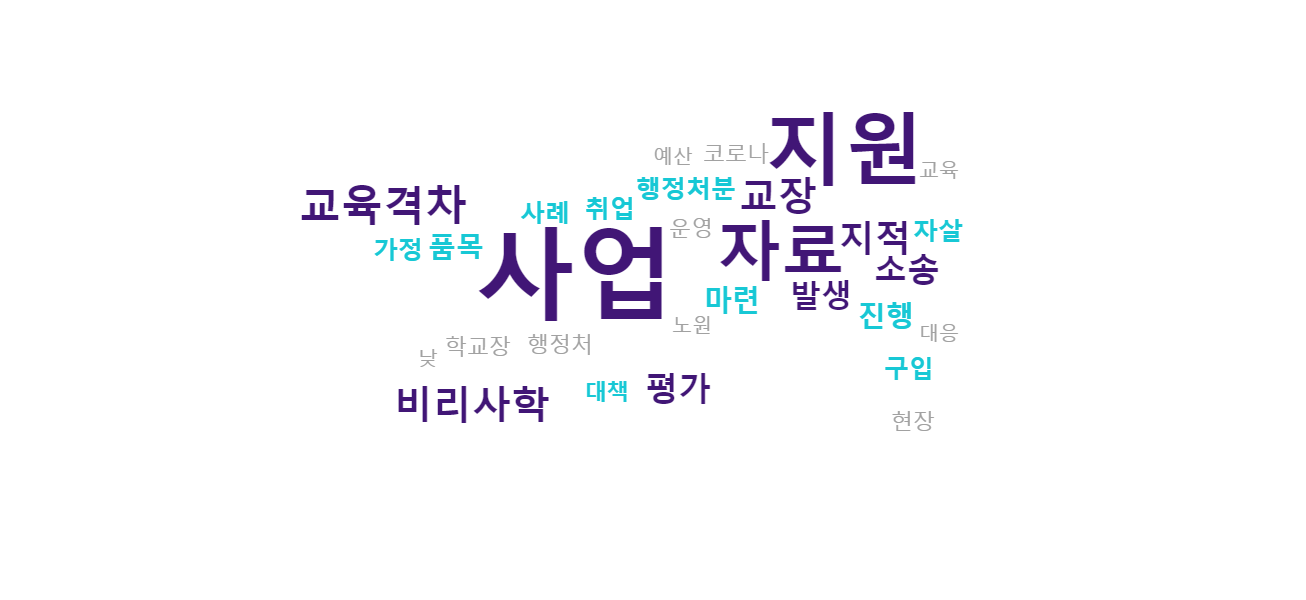 지원
예산
코로나
교육
행정처분
교장
교육격차
사례
취업
운영
자료
지적
자살
가정
품목
사업
소송
마련
발생
진행
노원
대응
낮
학교장
행정처
구입
비리사학
대책
평가
현장